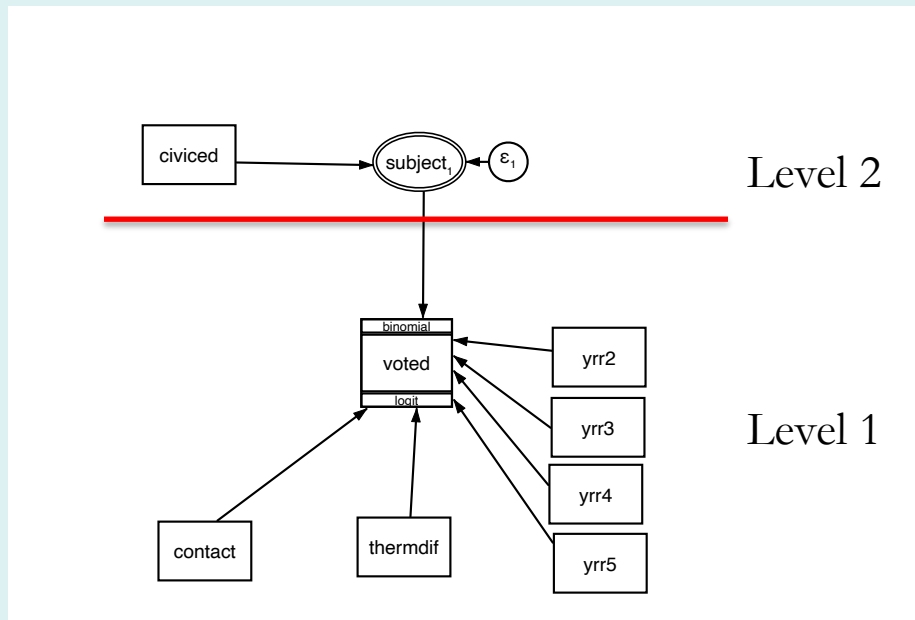 civiced
subject1
ε1
Level 2
binomial
voted
logit
yrr2
yrr3
Level 1
yrr4
contact
thermdif
yrr5